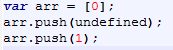 var arr = [0];
arr.push(undefined);
arr.push(1);